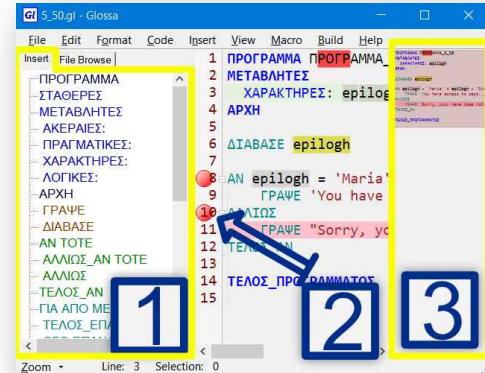 5_50.gl - Glossa
File Edit Format Code Insert View Macro Build Help
Insert File Browse
ΠΡΟΓΡΑΜΜΑ
ΣΤΑΘΕΡΕΣ
ΜΕΤΑΒΛΗΤΕΣ
ΑΚΕΡΑΙΕΣ:
ΠΡΑΓΜΑΤΙΚΕΣ:
ΧΑΡΑΚΤΗΡΕΣ:
ΛΟΓΙΚΕΣ:
ΑΡΧΗ
ΓΡΑΨΕ
ΔΙΑΒΑΣΕ
ΑΝ ΤΟΤΕ
ΑΛΛΙΩΣ_ΑΝ ΤΟΤΕ
ΑΛΛΙΩΣ
ΤΕΛΟΣ_ΑΝ
ΓΙΑ ΑΠΟ ΜΕ
ΤΕΛΟΣ_ΕΠΑ
1 ΠΡΟΓΡΑΜΜΑ ΠΡΟΓΡΑΜΜΑ_
2 ΜΕΤΑΒΛΗΤΕΣ
3 ΧΑΡΑΚΤΗΡΕΣ: epilog
4 ΑΡΧΗ
5
6 ΔΙΑΒΑΣΕ epilogh
7
8 ΑΝ epilogh = 'Maria'
9 ΓΡΑΨΕ 'You have
10 ΑΛΛΙΩΣ
11 ΓΡΑΨΕ "Sorry, yo
12 ΤΕΛΟΣ_ΑΝ
13
14 ΤΕΛΟΣ_ΠΡΟΓΡΑΜΜΑΤΟΣ
15
1
2
3
Zoom Line: 3 Selection: 0